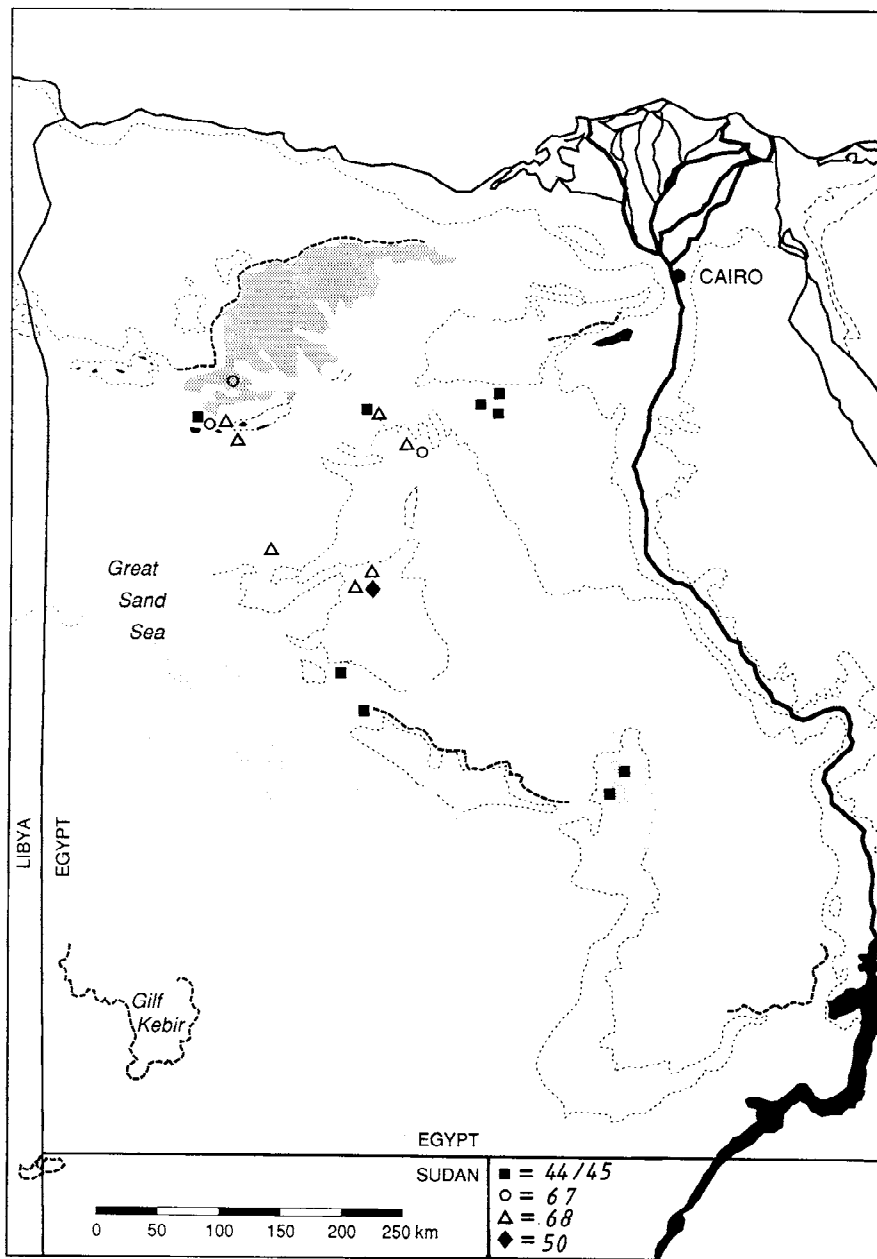 CAIRO
Great
Sand
Sea
LIBYA
EGYPT
Gilf
Kebir
EGYPT
SUDAN
0 50 100 150 200 250 km
■ = 44/45
○ = 67
△ = 68
◆ = 50